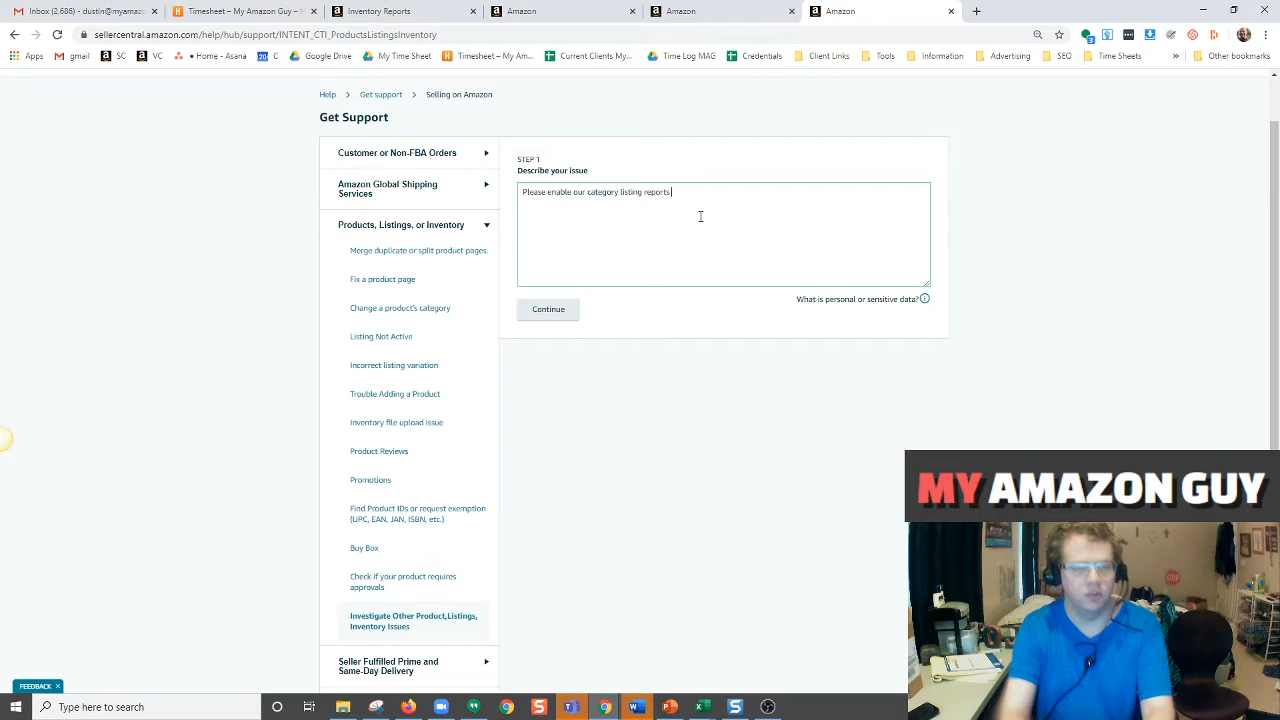 Inbox (2,686) - dustin@myamaz
Timesheet – My Amazon Guy – H
Inventory Reports
Amazon
Amazon
Amazon
sellercentral.amazon.com/help/hub/support/INTENT_CTI_ProductsListingsInventory
Apps
gmail
SC
VC
• Home - Asana
C
Google Drive
My Time Sheet
Timesheet – My Am...
Current Clients My...
Time Log MAG
Credentials
Client Links
Tools
Information
Advertising
SEO
Time Sheets
»
Other bookmarks
Help > Get support > Selling on Amazon
Get Support
Customer or Non-FBA Orders
Amazon Global Shipping
Services
Products, Listings, or Inventory
Merge duplicate or split product pages.
Fix a product page
Change a product's category
Listing Not Active
Incorrect listing variation
Trouble Adding a Product
Inventory file upload issue
Product Reviews
Promotions
Find Product IDs or request exemption
(UPC, EAN, JAN, ISBN, etc.)
Buy Box
Check if your product requires
approvals
Investigate Other Product,Listings,
Inventory Issues
Seller Fulfilled Prime and
Same-Day Delivery
STEP 1
Describe your issue
Please enable our category listing reports
What is personal or sensitive data?
Continue
MY AMAZON GUY
STOP
FEEDBACK
Type here to search